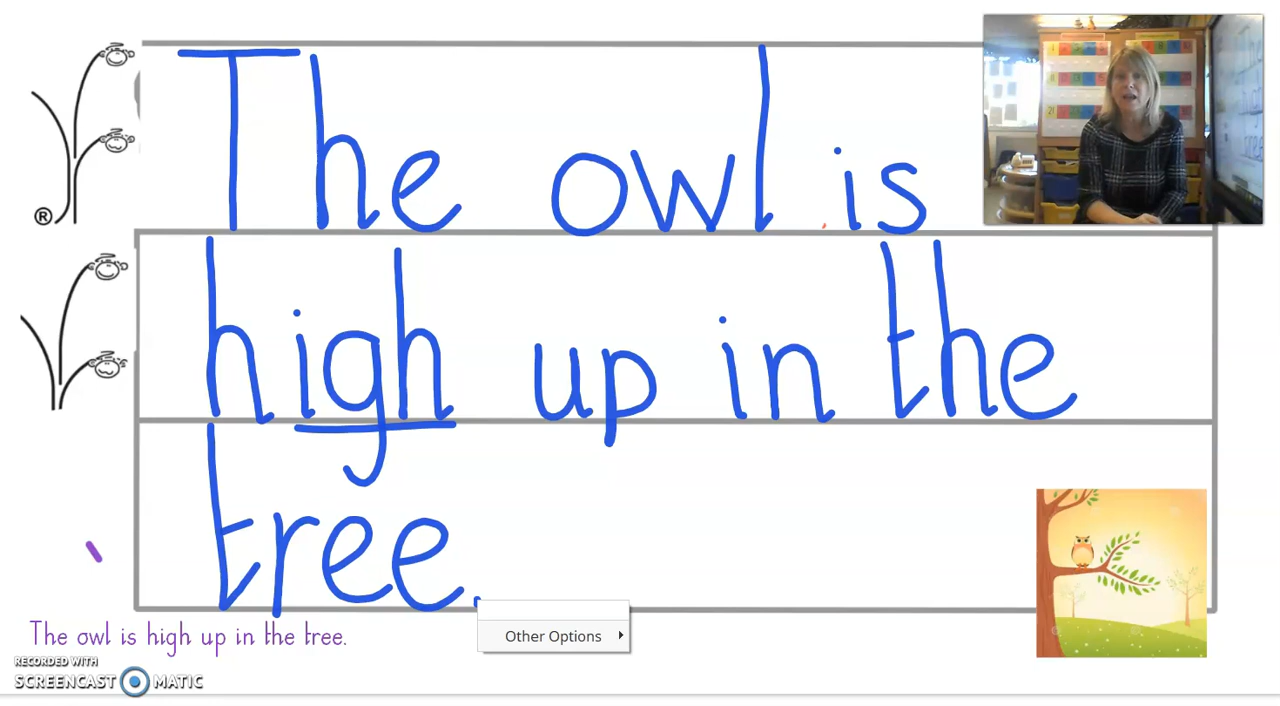 The owl is
high up in the
tree.
Other Options
The owl is high up in the tree.
RECORDED WITH
SCREENCAST MATIC
®